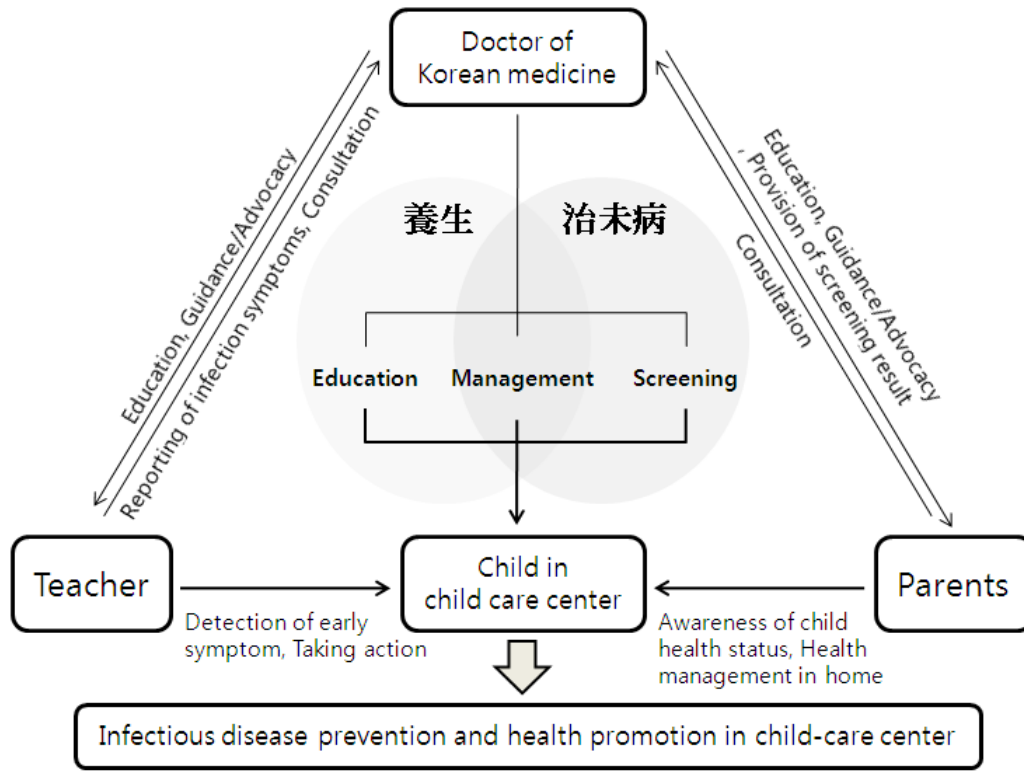 Doctor of
Korean medicine
Education, Guidance/Advocacy
Reporting of infection symptoms, Consultation
Education, Guidance/Advocacy
, Provision of screening result
Consultation
養生
治未病
Education
Management
Screening
Teacher
Child in
child care center
Parents
Detection of early
symptom, Taking action
Awareness of child
health status, Health
management in home
Infectious disease prevention and health promotion in child-care center